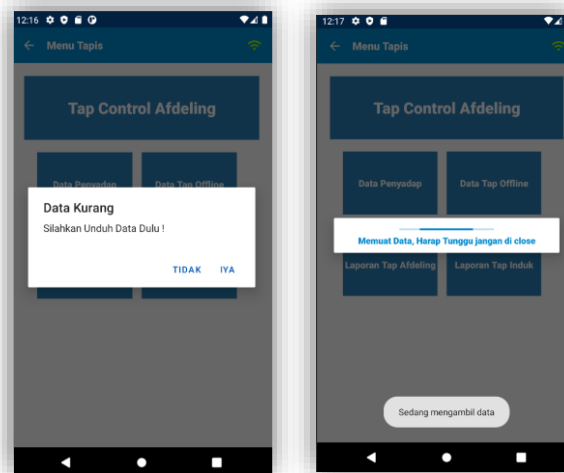 12:16
Menu Tapis
Tap Control Afdeling
Data Penyadap
Data Tap Offline
Data Kurang
Silahkan Unduh Data Dulu !
TIDAK
IYA
12:17
Menu Tapis
Tap Control Afdeling
Data Penyadap
Data Tap Offline
Memuat Data, Harap Tunggu jangan di close
Laporan Tap Afdeling
Laporan Tap Induk
Sedang mengambil data